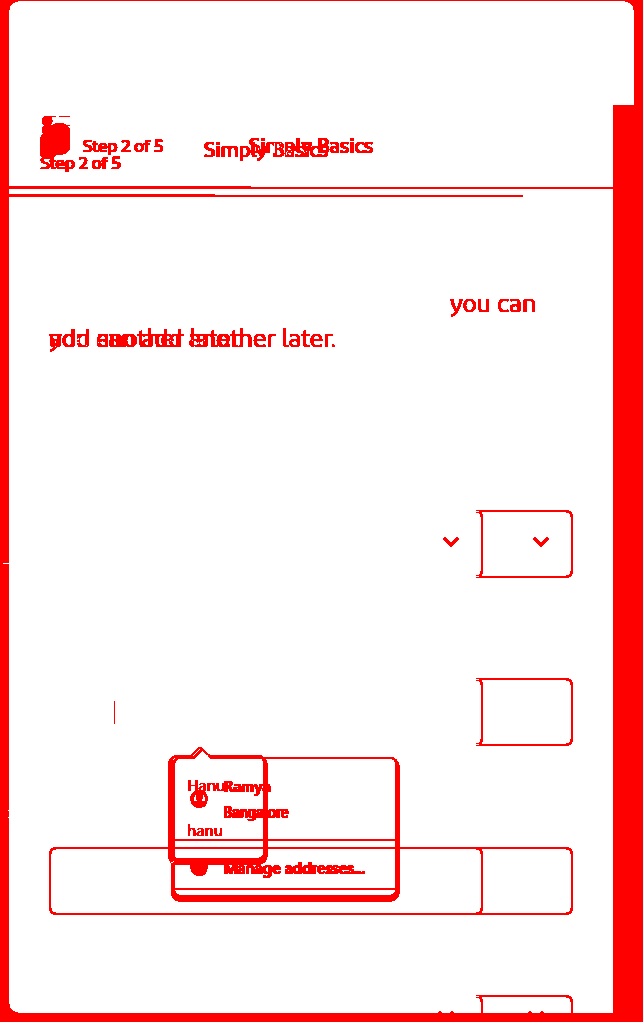 Step 2 of 5 Simply Basics Simply Basics
Step 2 of 5
you can
you can add another later.
add another later.
Hanu Ramya
Bangalore
hanu
Manage addresses...